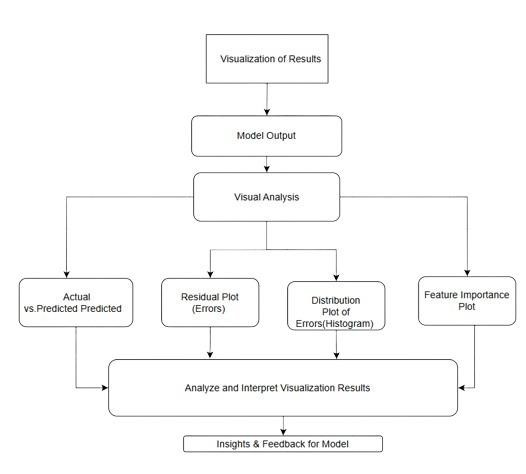 Visualization of Results
Model Output
Visual Analysis
Actual
vs.Predicted Predicted
Residual Plot
(Errors)
Distribution
Plot of
Errors(Histogram)
Feature Importance
Plot
Analyze and Interpret Visualization Results
Insights & Feedback for Model